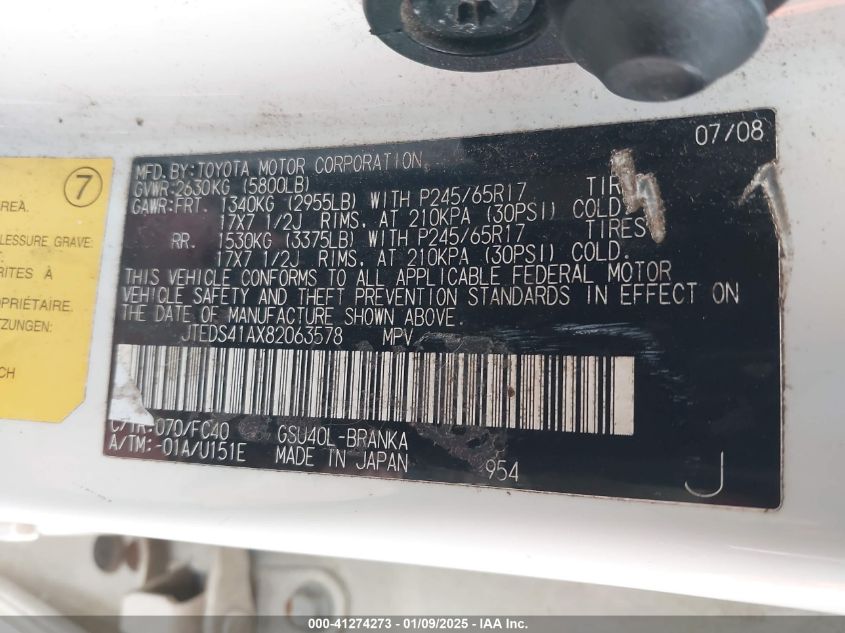 07/08
MFD. BY: TOYOTA MOTOR CORPORATION
GVWR:2630KG (5800LB)
GAWR:FRT. 1340KG (2955LB) WITH P245/65R17
17X7 1/2J RIMS. AT 210KPA (30PSI) COLD.
RR. 1530KG (3375LB) WITH P245/65R17 TIRES
17X7 1/2J RIMS. AT 210KPA (30PSI) COLD.
THIS VEHICLE CONFORMS TO ALL APPLICABLE FEDERAL MOTOR
VEHICLE SAFETY AND THEFT PREVENTION STANDARDS IN EFFECT ON
THE DATE OF MANUFACTURE SHOWN ABOVE.
JTEDS41AX82063578 MPV
C/TR:070/FC40 GSU40L-BRANKA
A/TM:-01A/U151E MADE IN JAPAN 954 J
7
GRAVE:
RITES À
OPRIÉTAIRE.
TZUNGEN:
CH
000-41274273 - 01/09/2025 - IAA Inc.